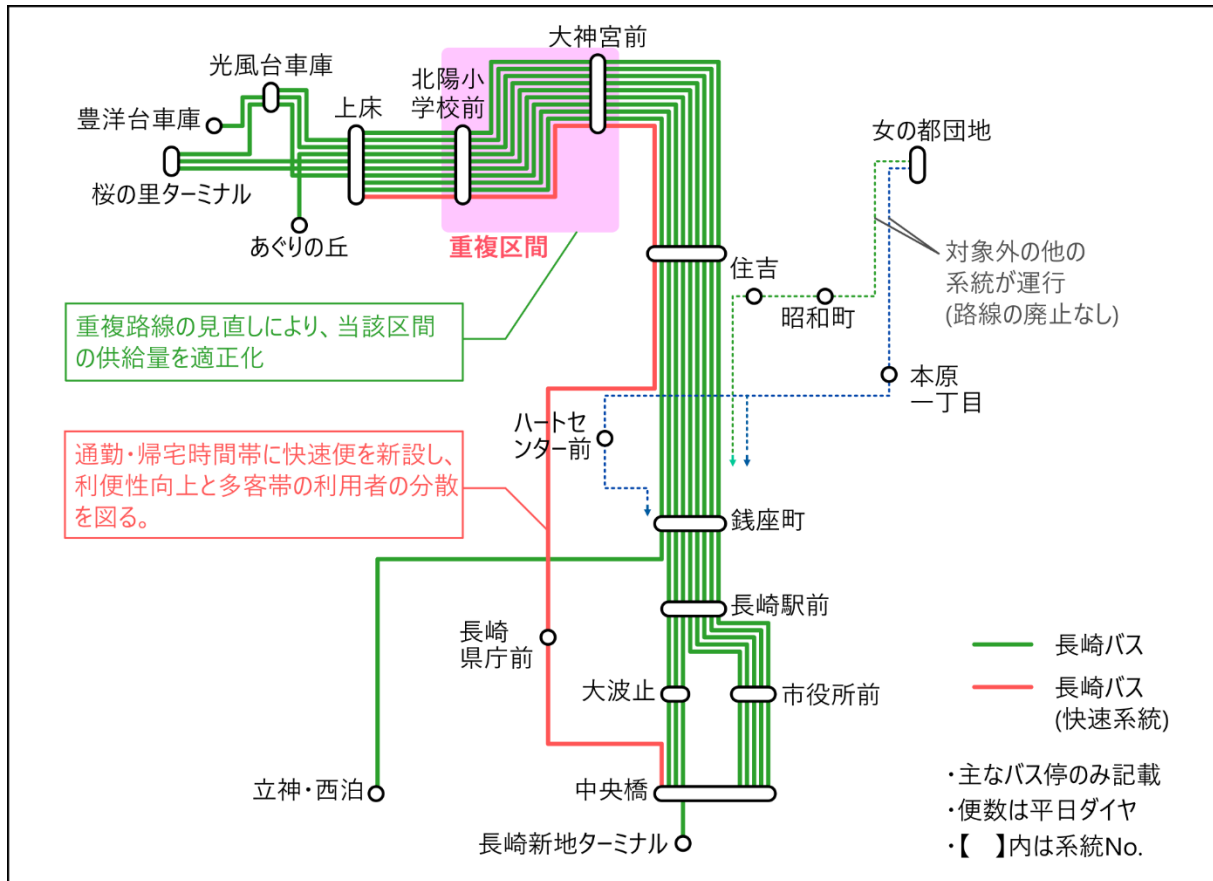 大神宮前
光風台車庫
北陽小
学校前
上床
豊洋台車庫
女の都団地
桜の里ターミナル
あぐりの丘
重複区間
住吉
対象外の他の
系統が運行
(路線の廃止なし)
昭和町
重複路線の見直しにより、当該区間
の供給量を適正化
本原
一丁目
ハートセ
ンター前
通勤・帰宅時間帯に快速便を新設し、
利便性向上と多客帯の利用者の分散
を図る。
銭座町
長崎駅前
長崎
県庁前
長崎バス
大波止
市役所前
長崎バス
(快速系統)
立神・西泊
中央橋
・主なバス停のみ記載
・便数は平日ダイヤ
長崎新地ターミナル
・【　】内は系統No.